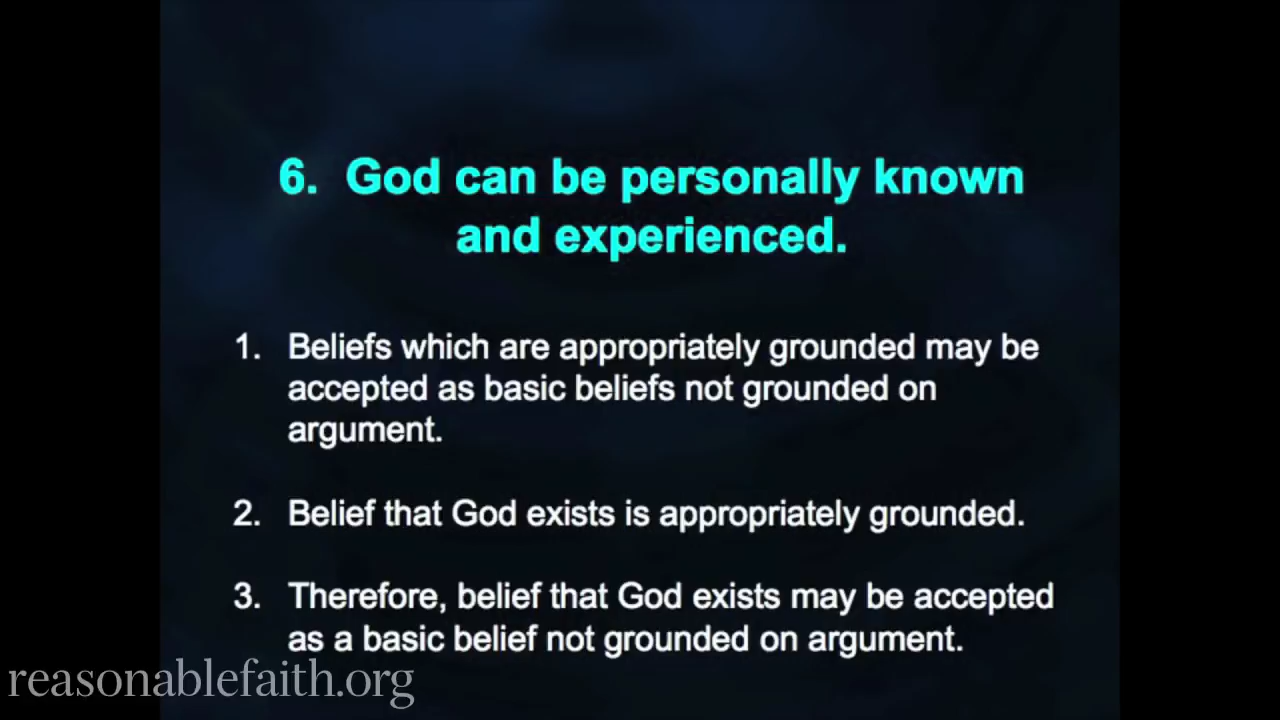 6. God can be personally known
and experienced.
1. Beliefs which are appropriately grounded may be
accepted as basic beliefs not grounded on
argument.
2. Belief that God exists is appropriately grounded.
3. Therefore, belief that God exists may be accepted
as a basic belief not grounded on argument.
reasonablefaith.org